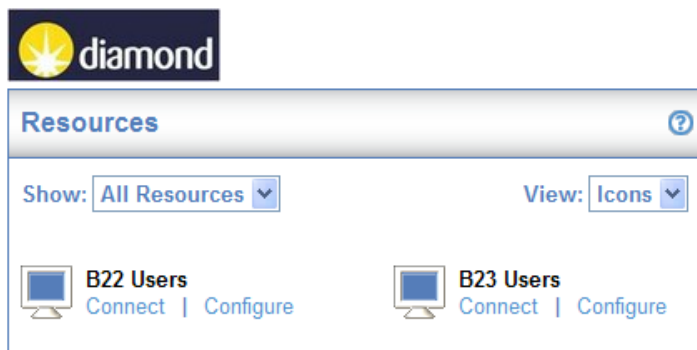 diamond
Resources ?
Show: All Resources View: Icons
B22 Users B23 Users
Connect | Configure Connect | Configure